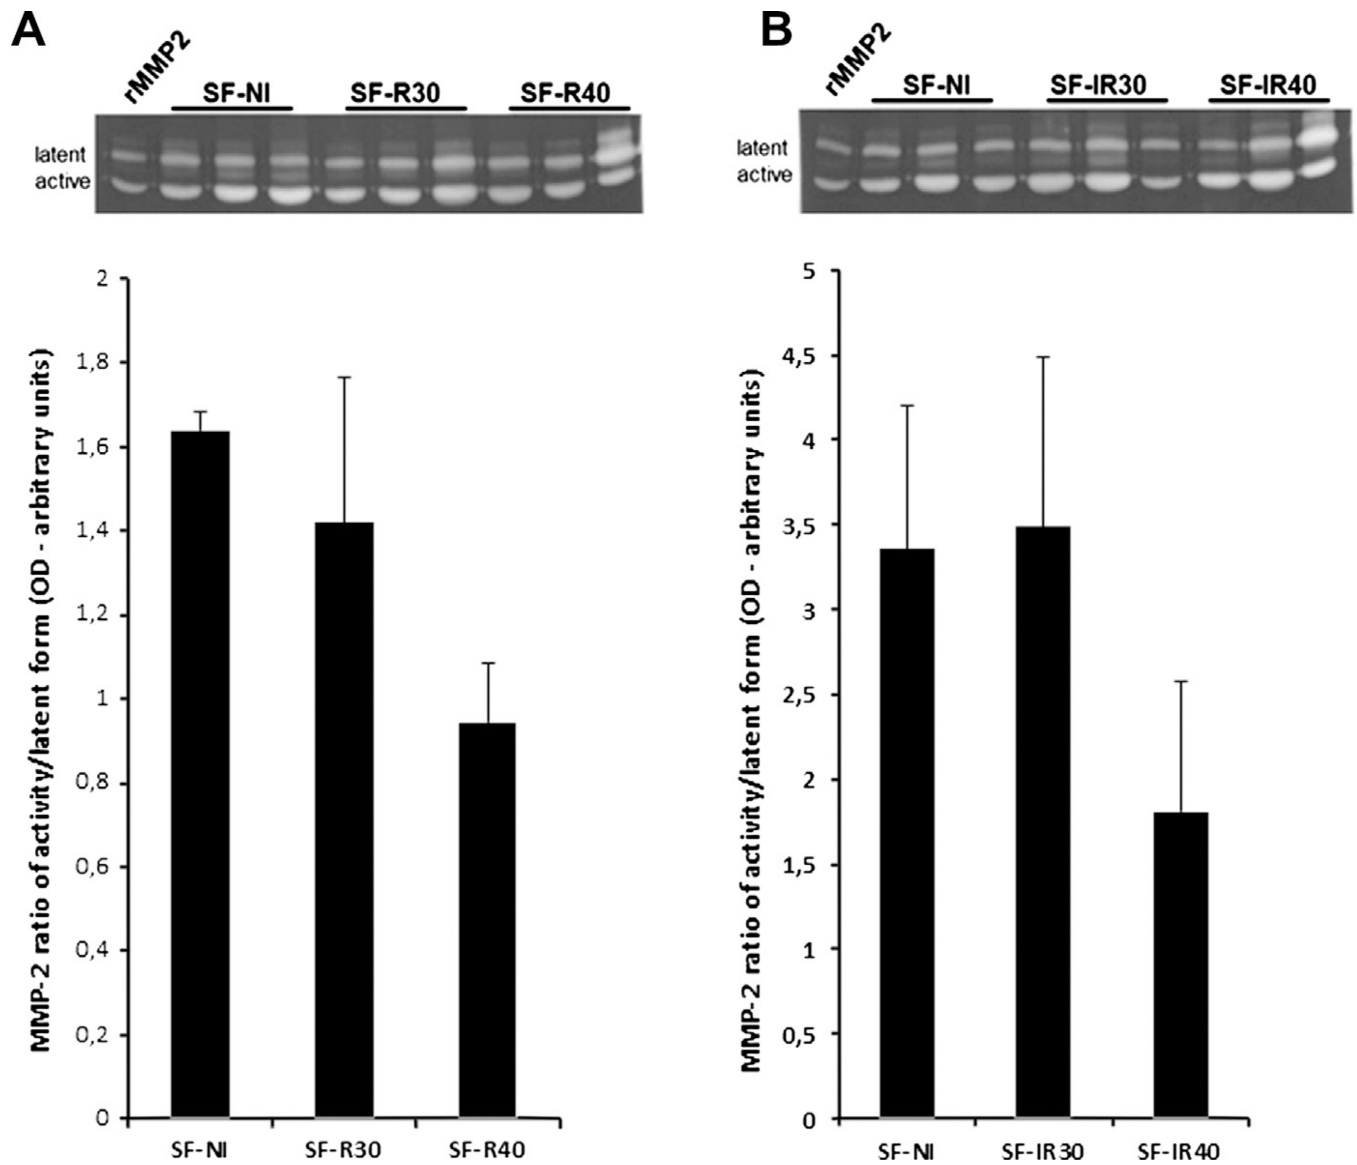 A
rMMP2
SF-NI
SF-R30
SF-R40
latent
active
MMP-2 ratio of activity/latent form (OD - arbitrary units)
2
1,8
1,6
1,4
1,2
1
0,8
0,6
0,4
0,2
0
SF-NI
SF-R30
SF-R40
B
rMMP2
SF-NI
SF-IR30
SF-IR40
latent
active
MMP-2 ratio of activity/latent form (OD - arbitrary units)
5
4,5
4
3,5
3
2,5
2
1,5
1
0,5
0
SF-NI
SF-IR30
SF-IR40